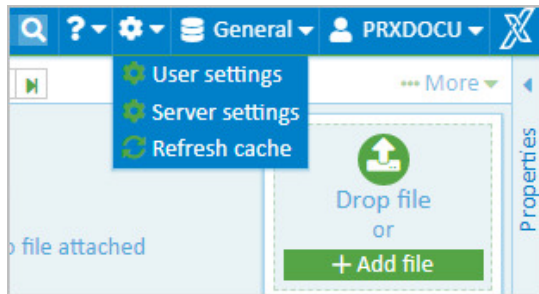 ? General PRXDOCU
User settings
··· More
Server settings
Refresh cache
Properties
Drop file
or
file attached
+ Add file